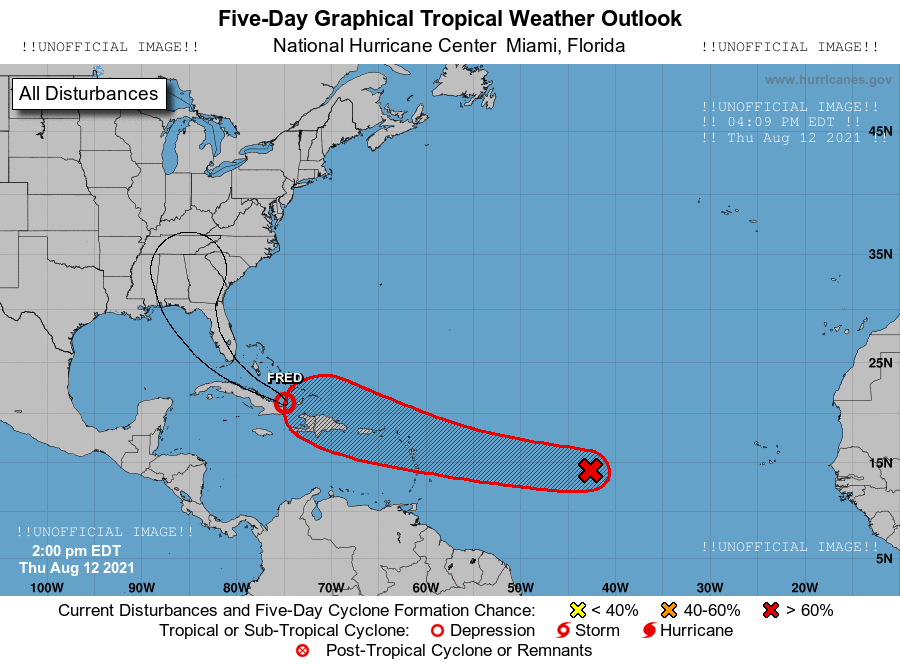 Five-Day Graphical Tropical Weather Outlook
!!UNOFFICIAL IMAGE!! National Hurricane Center Miami, Florida !!UNOFFICIAL IMAGE!!
www.hurricanes.gov
All Disturbances
!!UNOFFICIAL IMAGE!!
!! 04:09 PM EDT !!
!! Thu Aug 12 2021 !!
45N
35N
25N
FRED
15N
!!UNOFFICIAL IMAGE!!
2:00 pm EDT
Thu Aug 12 2021
!!UNOFFICIAL IMAGE!!
5N
100W 90W 80W 70W 60W 50W 40W 30W 20W
Current Disturbances and Five-Day Cyclone Formation Chance: < 40% 40-60% > 60%
Tropical or Sub-Tropical Cyclone: Depression Storm Hurricane
Post-Tropical Cyclone or Remnants